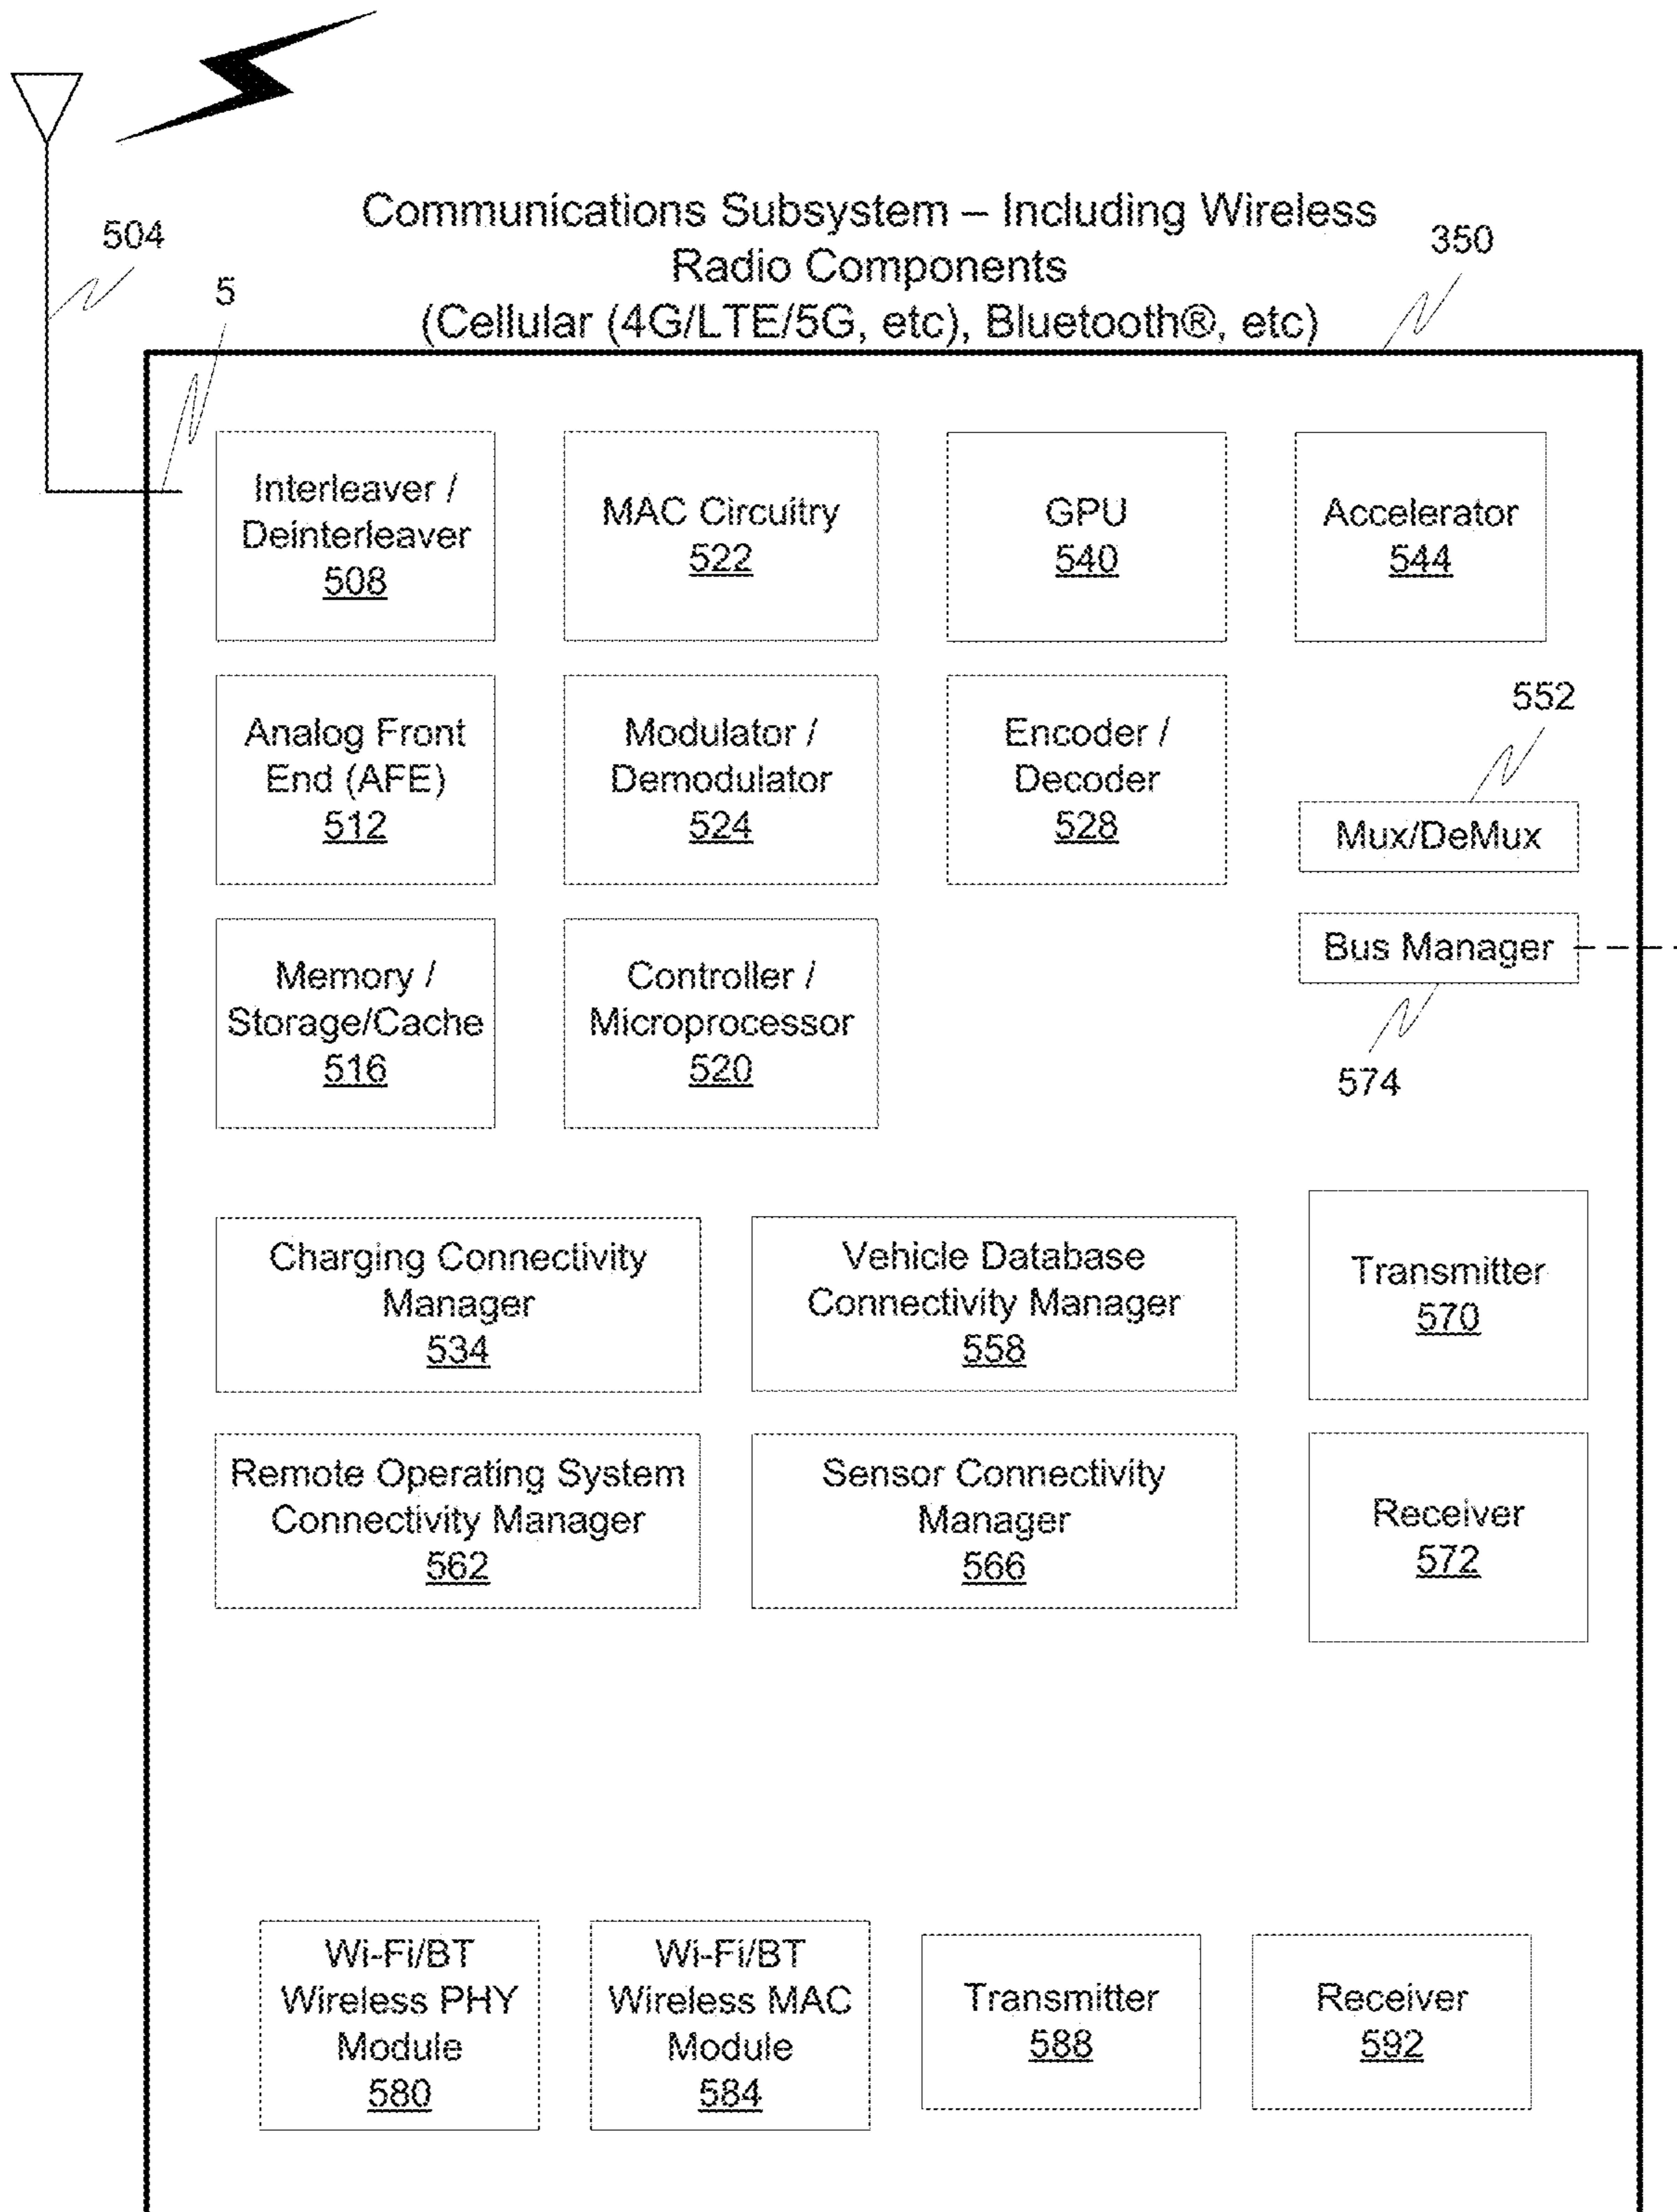 Communications Subsystem – Including Wireless
Radio Components
(Cellular (4G/LTE/5G, etc), Bluetooth®, etc)
504
5
350
Interleaver /
Deinterleaver
508
MAC Circuitry
522
GPU
540
Accelerator
544
Analog Front
End (AFE)
512
Modulator /
Demodulator
524
Encoder /
Decoder
528
552
Mux/DeMux
Memory /
Storage/Cache
516
Controller /
Microprocessor
520
Bus Manager
574
Charging Connectivity
Manager
534
Vehicle Database
Connectivity Manager
558
Transmitter
570
Remote Operating System
Connectivity Manager
562
Sensor Connectivity
Manager
566
Receiver
572
Wi-Fi/BT
Wireless PHY
Module
580
Wi-Fi/BT
Wireless MAC
Module
584
Transmitter
588
Receiver
592